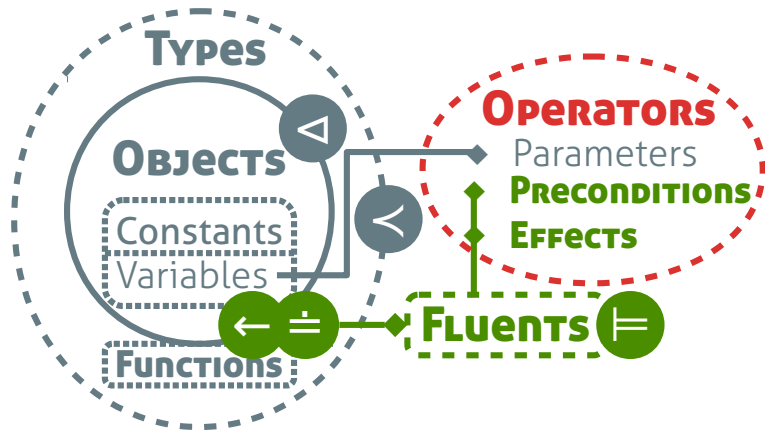 Types
Objects
Constants
Variables
Functions
⊲
≺
← ≐
Operators
Parameters
Preconditions
Effects
Fluents ⊨